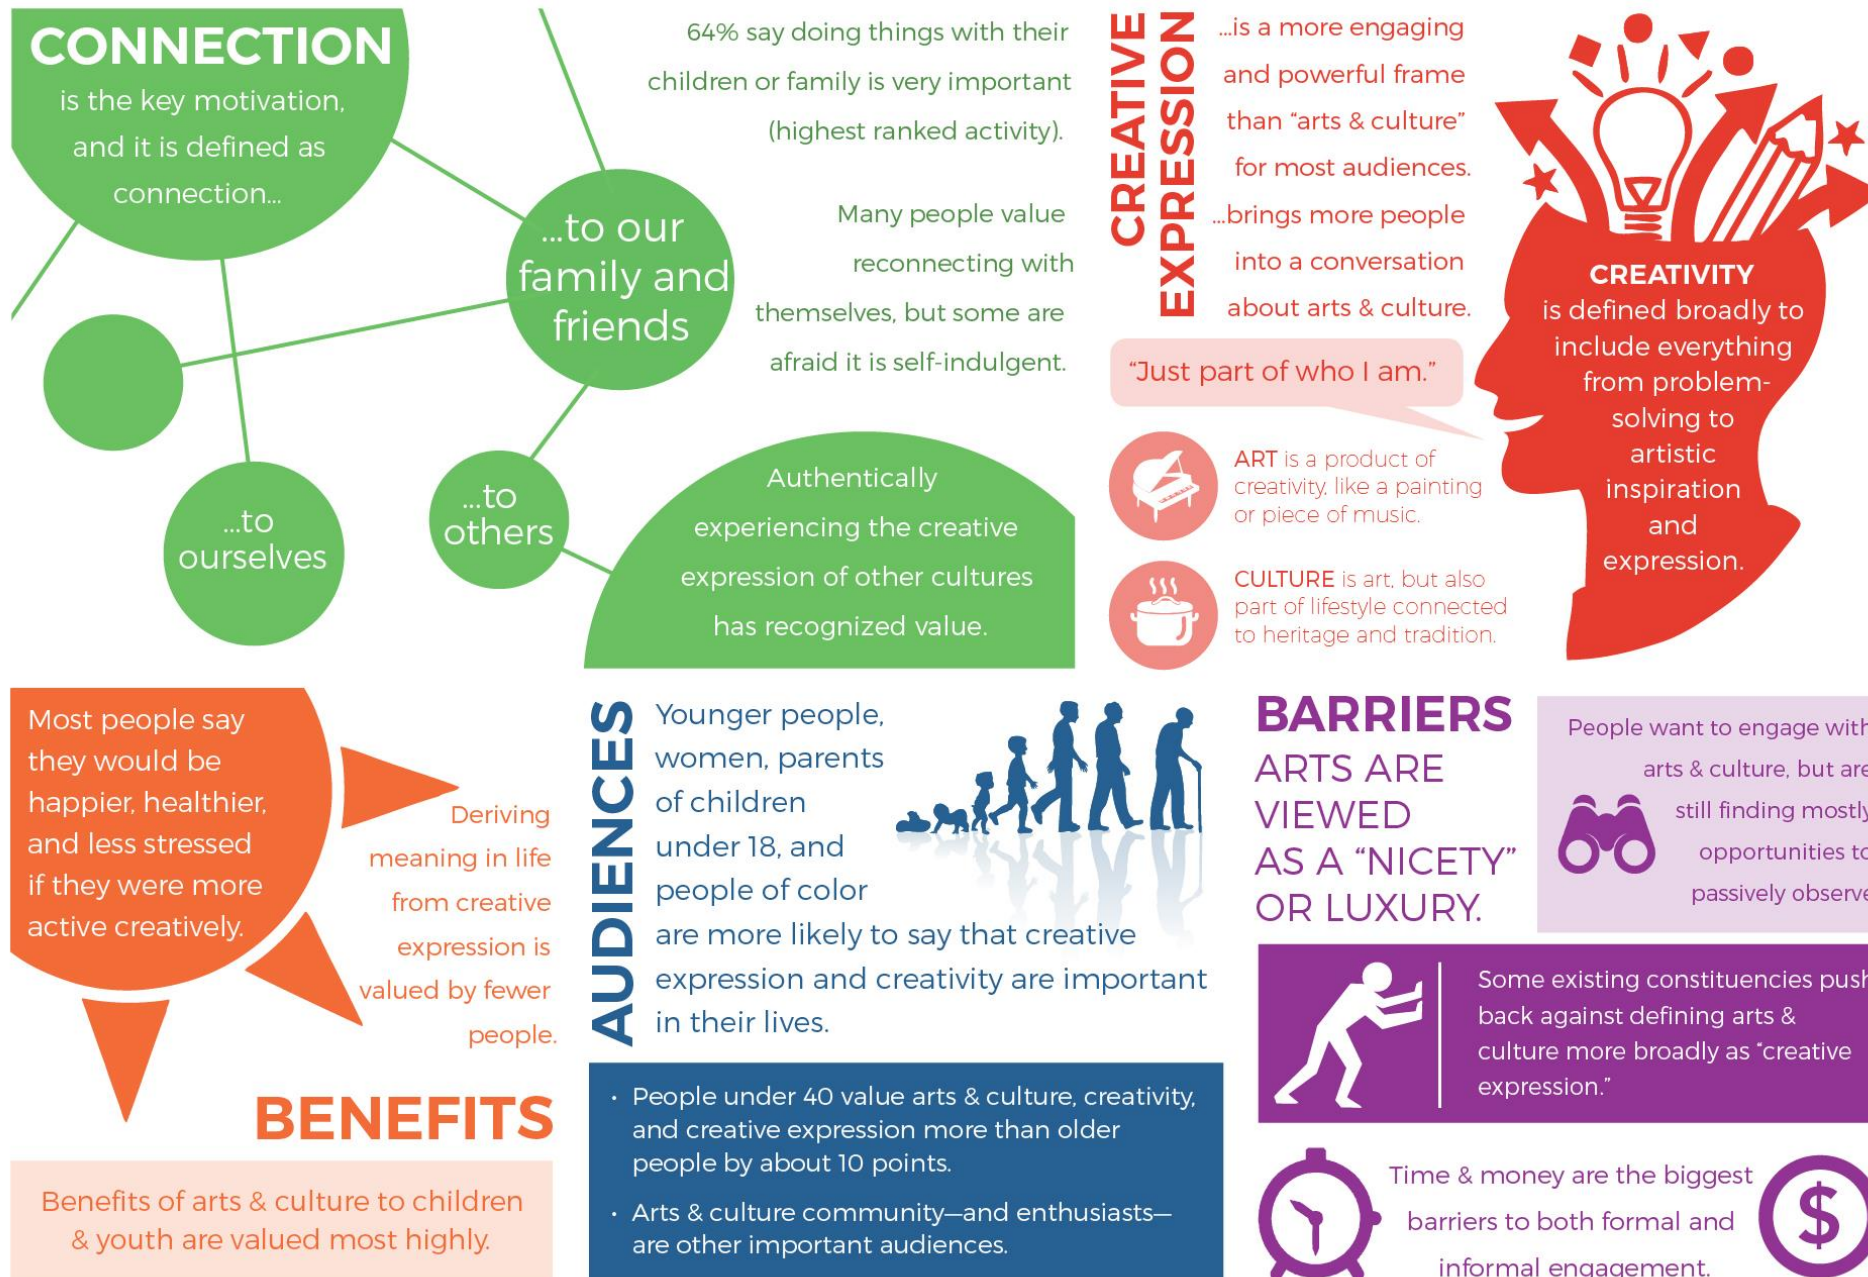 CONNECTION
is the key motivation,
and it is defined as
connection...
...to our
family and
friends
...to
ourselves
...to
others
64% say doing things with their
children or family is very important
(highest ranked activity).
Many people value
reconnecting with
themselves, but some are
afraid it is self-indulgent.
Authentically
experiencing the creative
expression of other cultures
has recognized value.
CREATIVE
EXPRESSION
...is a more engaging
and powerful frame
than “arts & culture”
for most audiences.
...brings more people
into a conversation
about arts & culture.
“Just part of who I am.”
ART is a product of
creativity, like a painting
or piece of music.
CULTURE is art, but also
part of lifestyle connected
to heritage and tradition.
CREATIVITY
is defined broadly to
include everything
from problem-
solving to
artistic
inspiration
and
expression.
Most people say
they would be
happier, healthier,
and less stressed
if they were more
active creatively.
Deriving
meaning in life
from creative
expression is
valued by fewer
people.
BENEFITS
Benefits of arts & culture to children
& youth are valued most highly.
AUDIENCES
Younger people,
women, parents
of children
under 18, and
people of color
are more likely to say that creative
expression and creativity are important
in their lives.
• People under 40 value arts & culture, creativity,
and creative expression more than older
people by about 10 points.
• Arts & culture community—and enthusiasts—
are other important audiences.
BARRIERS
ARTS ARE
VIEWED
AS A “NICETY”
OR LUXURY.
People want to engage with
arts & culture, but are
still finding mostly
opportunities to
passively observe
Some existing constituencies push
back against defining arts &
culture more broadly as “creative
expression.”
Time & money are the biggest
barriers to both formal and
informal engagement.
$